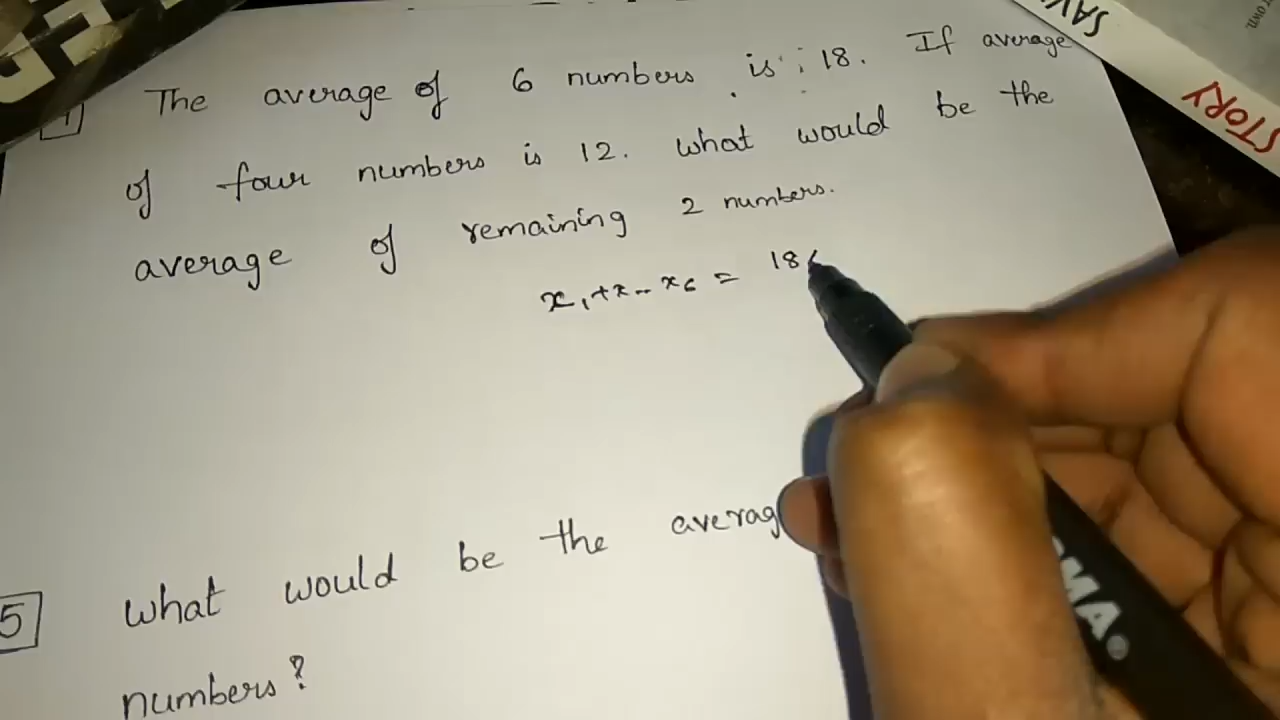 The average of 6 numbers is : 18. If average
of four numbers is 12. what would be the
average of remaining 2 numbers.
x₁+x-- x₆ = 18
5 what would be the
numbers?
STORY